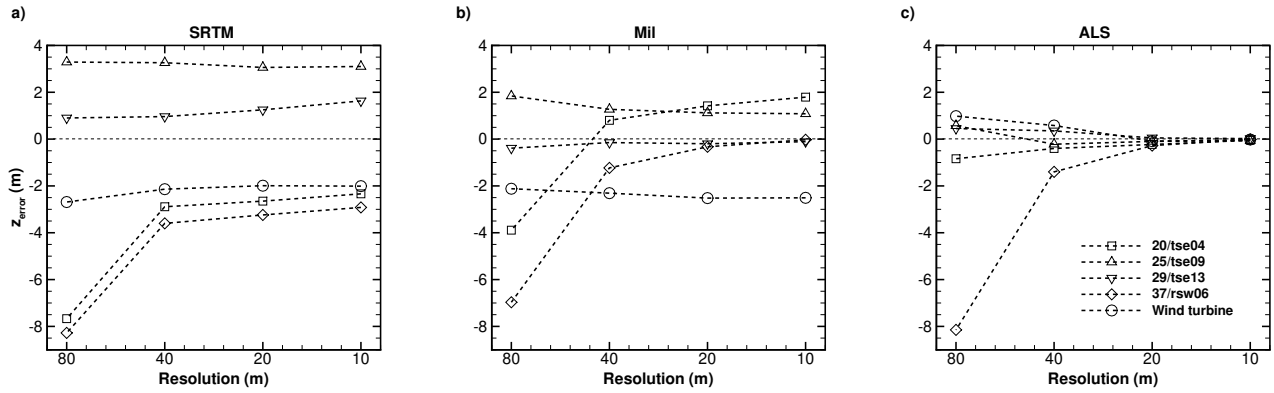 a)
SRTM
4
2
0
-2
-4
-6
-8
z_error (m)
80
40
20
10
Resolution (m)
b)
Mil
4
2
0
-2
-4
-6
-8
80
40
20
10
Resolution (m)
c)
ALS
4
2
0
-2
-4
-6
-8
20/tse04
25/tse09
29/tse13
37/rsw06
Wind turbine
80
40
20
10
Resolution (m)